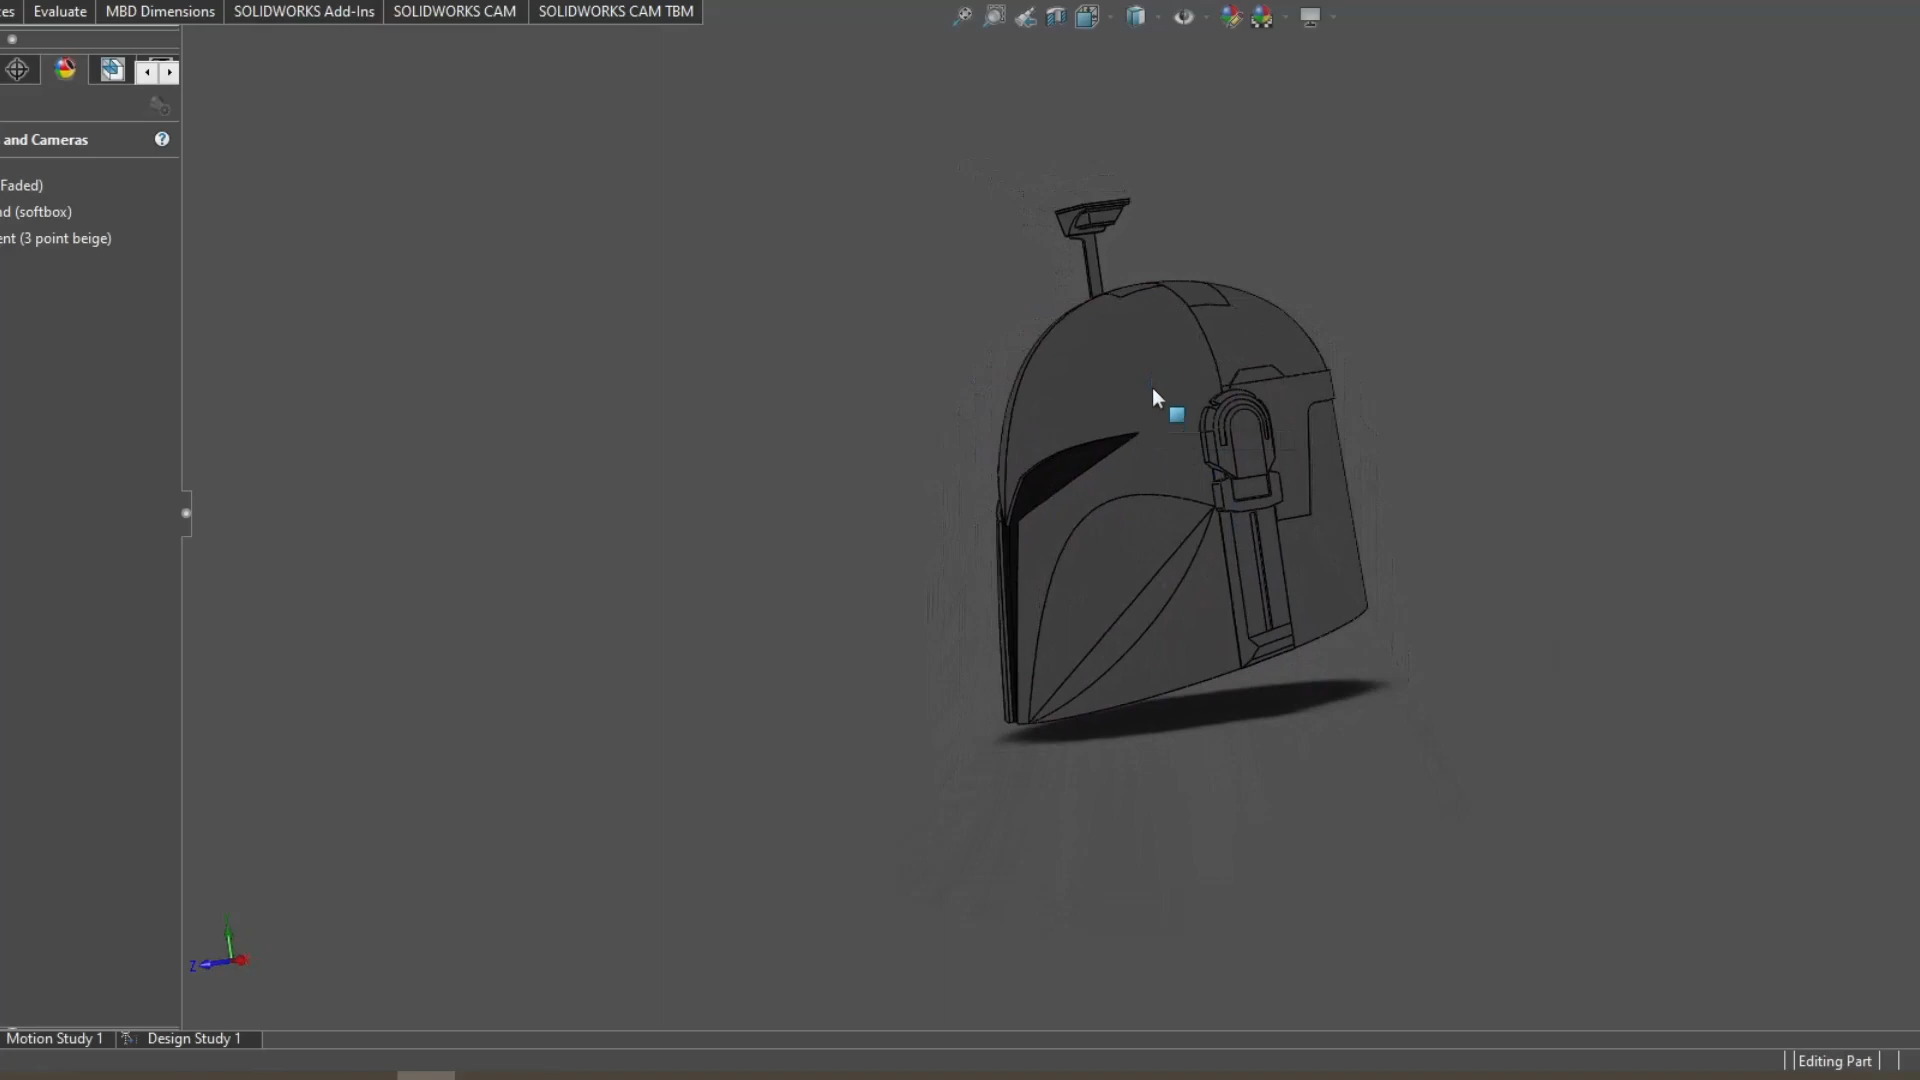 es Evaluate MBD Dimensions SOLIDWORKS Add-Ins SOLIDWORKS CAM SOLIDWORKS CAM TBM
and Cameras ?
Faded)
nd (softbox)
ent (3 point beige)
Z
Motion Study 1 Design Study 1
Editing Part